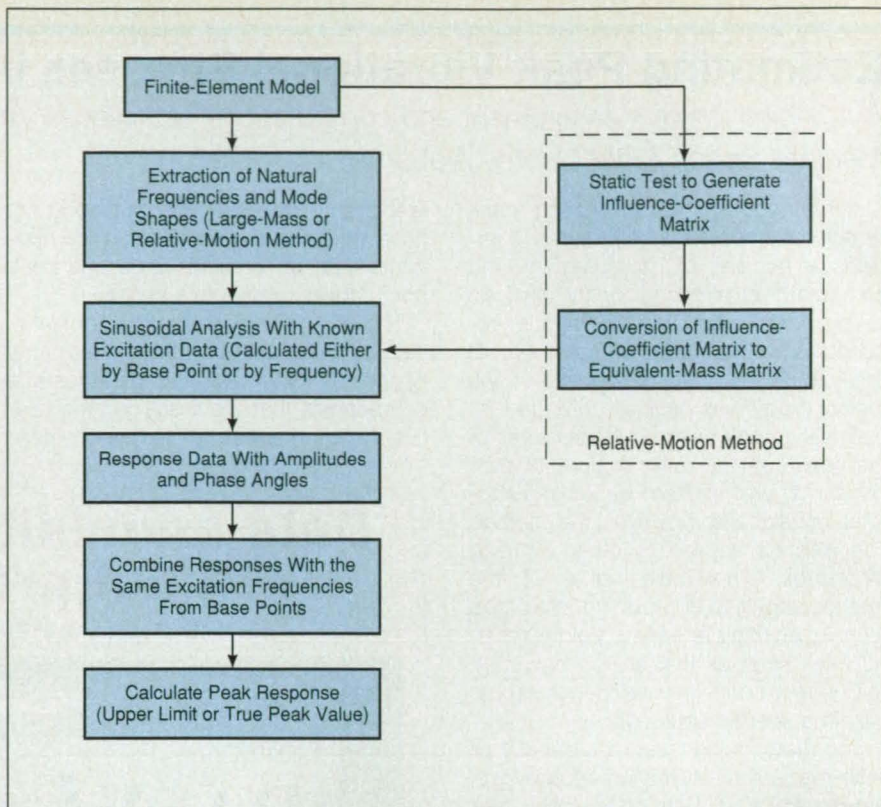 Finite-Element Model
Extraction of Natural
Frequencies and Mode
Shapes (Large-Mass or
Relative-Motion Method)
Sinusoidal Analysis With Known
Excitation Data (Calculated Either
by Base Point or by Frequency)
Response Data With Amplitudes
and Phase Angles
Combine Responses With the
Same Excitation Frequencies
From Base Points
Calculate Peak Response
(Upper Limit or True Peak Value)
Static Test to Generate
Influence-Coefficient
Matrix
Conversion of Influence-
Coefficient Matrix to
Equivalent-Mass Matrix
Relative-Motion Method